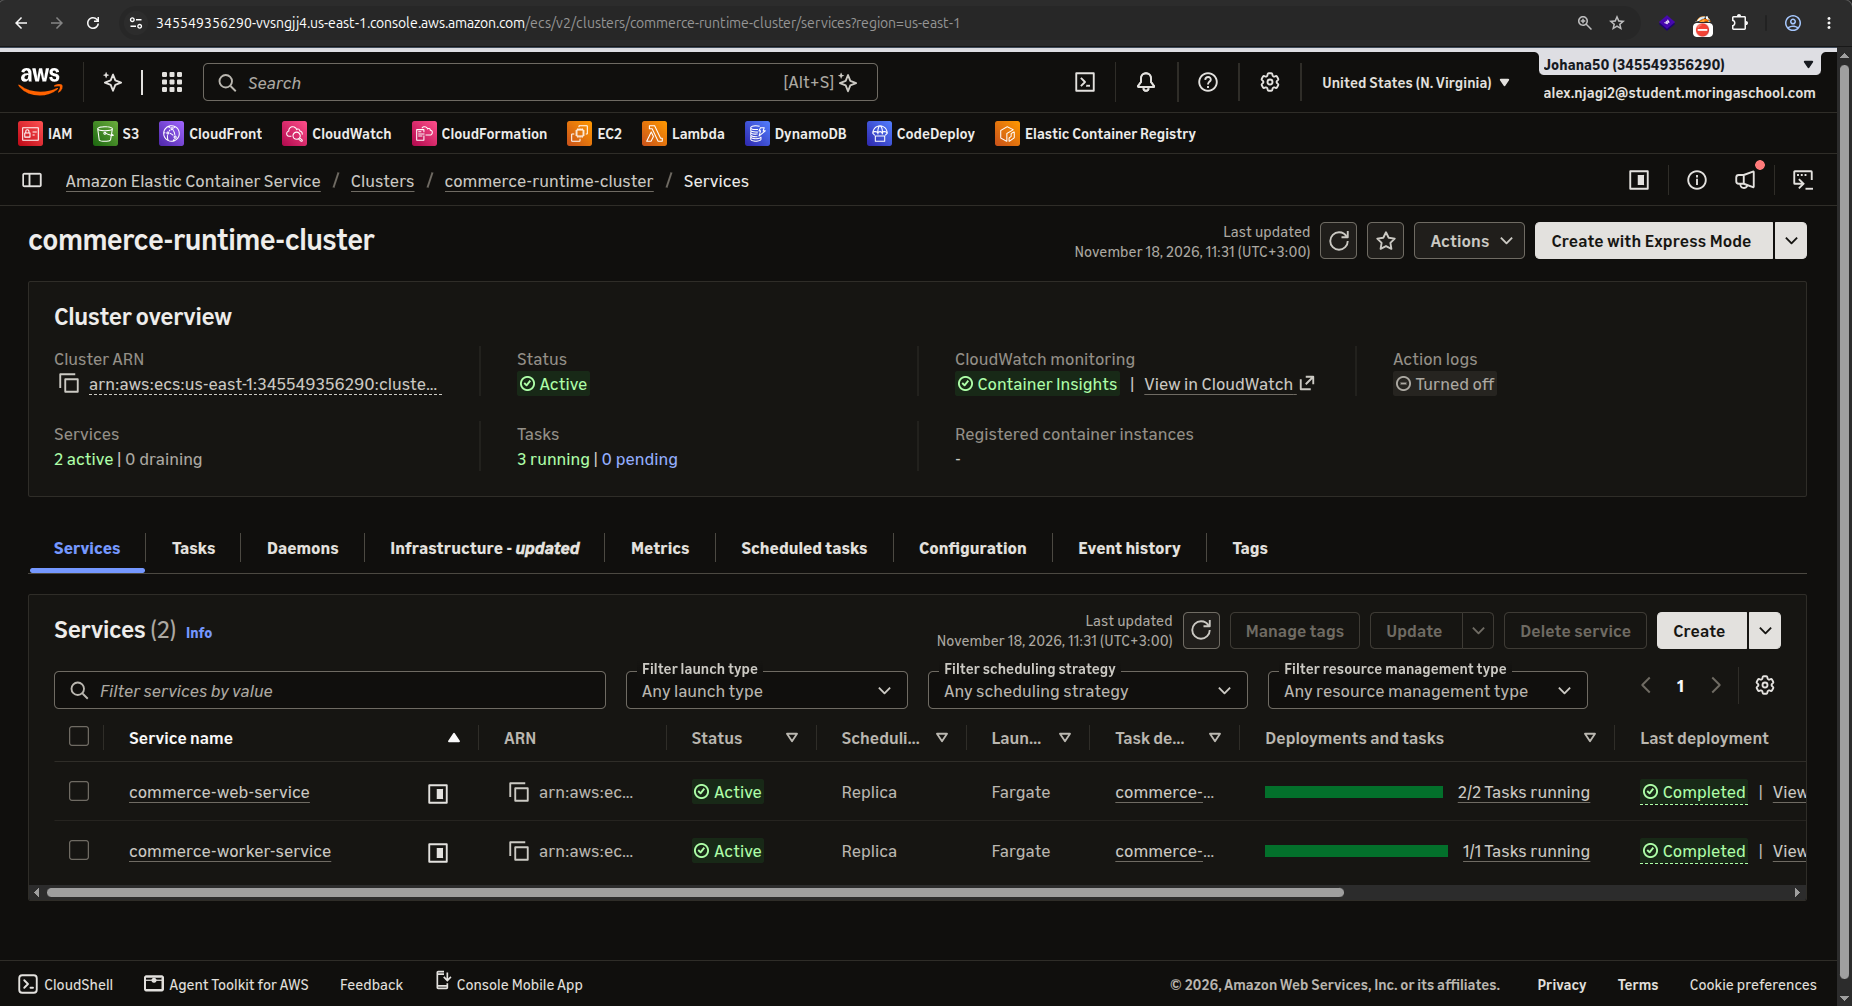 345549356290-vvsngjj4.us-east-1.console.aws.amazon.com/ecs/v2/clusters/commerce-runtime-cluster/services?region=us-east-1
aws
Search
[Alt+S]
United States (N. Virginia)
Johana50 (345549356290)
alex.njagi2@student.moringaschool.com
IAM S3 CloudFront CloudWatch CloudFormation EC2 Lambda DynamoDB CodeDeploy Elastic Container Registry
Amazon Elastic Container Service / Clusters / commerce-runtime-cluster / Services
commerce-runtime-cluster
Last updated
November 18, 2026, 11:31 (UTC+3:00)
Actions
Create with Express Mode
Cluster overview
Cluster ARN
arn:aws:ecs:us-east-1:345549356290:cluste...
Status
Active
CloudWatch monitoring
Container Insights | View in CloudWatch
Action logs
Turned off
Services
2 active | 0 draining
Tasks
3 running | 0 pending
Registered container instances
-
Services Tasks Daemons Infrastructure - updated Metrics Scheduled tasks Configuration Event history Tags
Services (2) Info
Last updated
November 18, 2026, 11:31 (UTC+3:00)
Manage tags
Update
Delete service
Create
Filter services by value
Filter launch type
Any launch type
Filter scheduling strategy
Any scheduling strategy
Filter resource management type
Any resource management type
1
Service name ARN Status Scheduli... Laun... Task de... Deployments and tasks Last deployment
commerce-web-service arn:aws:ec... Active Replica Fargate commerce-... 2/2 Tasks running Completed | View
commerce-worker-service arn:aws:ec... Active Replica Fargate commerce-... 1/1 Tasks running Completed | View
CloudShell Agent Toolkit for AWS Feedback Console Mobile App © 2026, Amazon Web Services, Inc. or its affiliates. Privacy Terms Cookie preferences